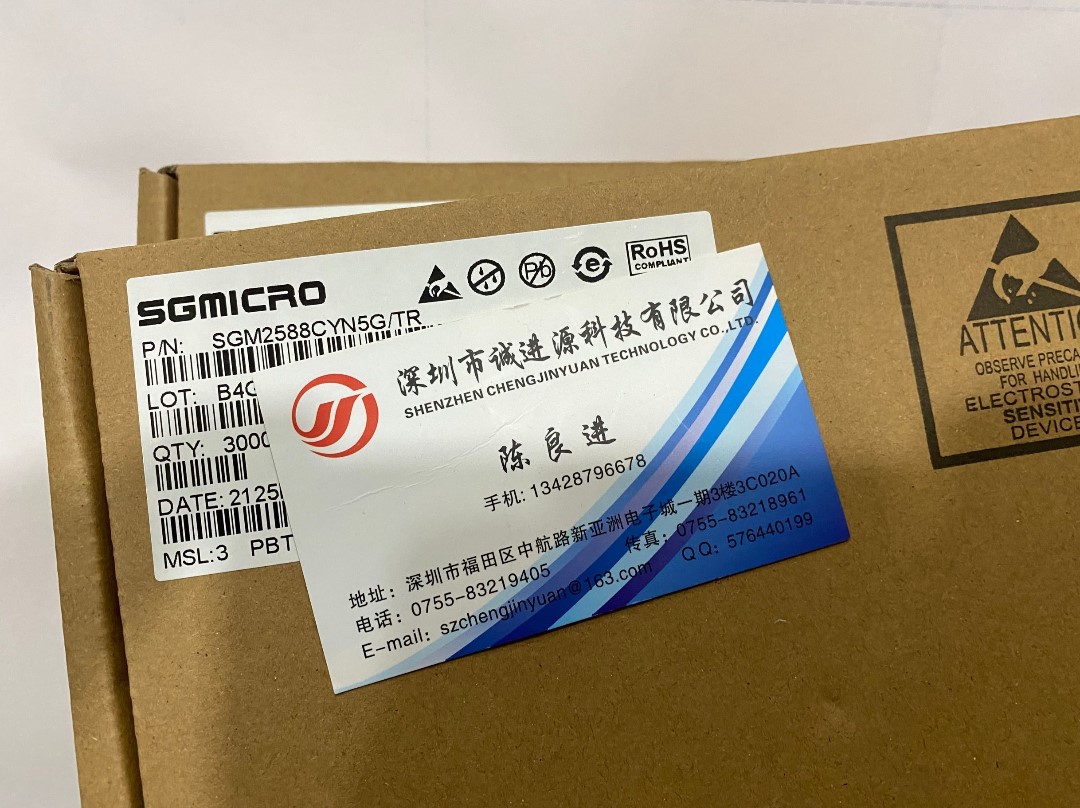 SGMICRO
P/N: SGM2588CYN5G/TR
LOT: B4
QTY: 3000
DATE: 2125
MSL: 3 PBT
Pb
e
RoHS
COMPLIANT
深圳市诚进源科技有限公司
SHENZHEN CHENGJINYUAN TECHNOLOGY CO.,LTD.
陈良进
手机: 13428796678
地址: 深圳市福田区中航路新亚洲电子城一期3楼3C020A
电话: 0755-83219405 传真: 0755-83218961
E-mail: szchengjinyuan@163.com QQ: 576440199
ATTENTIO
OBSERVE PRECA
FOR HANDLI
ELECTROST
SENSITI
DEVICE